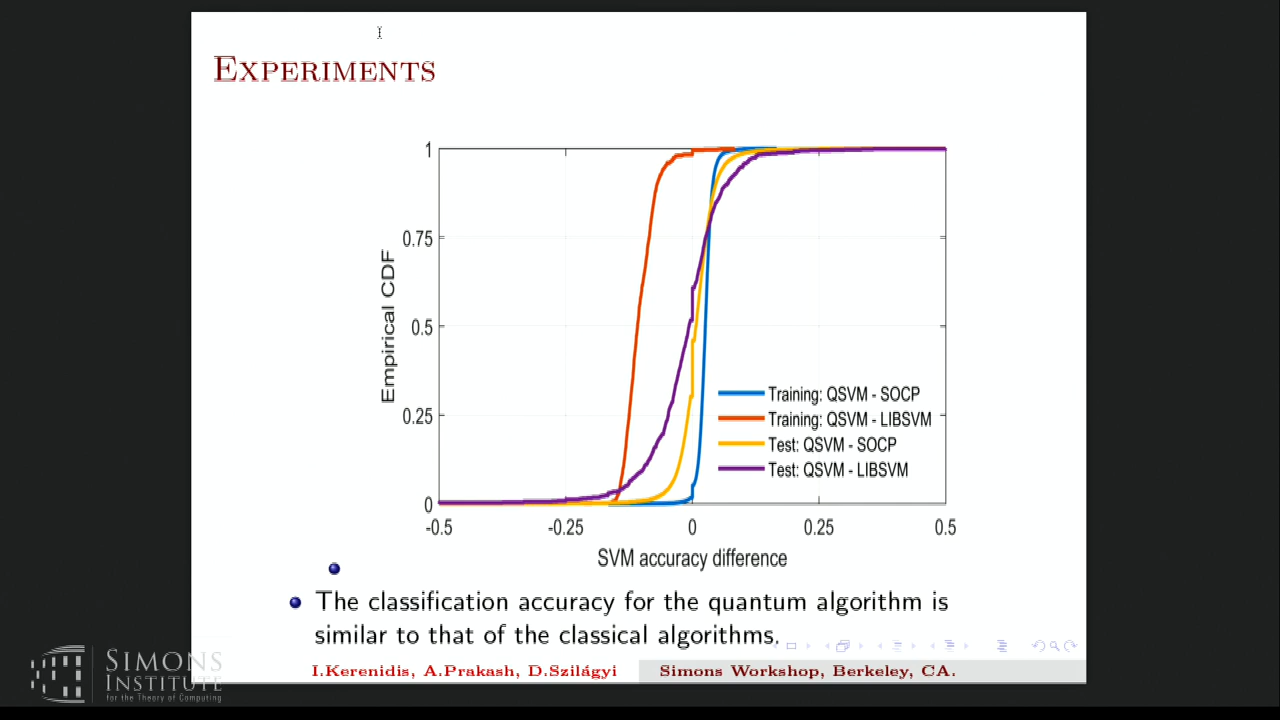 EXPERIMENTS
1
0.75
0.5
0.25
0
Empirical CDF
-0.5 -0.25 0 0.25 0.5
SVM accuracy difference
Training: QSVM - SOCP
Training: QSVM - LIBSVM
Test: QSVM - SOCP
Test: QSVM - LIBSVM
The classification accuracy for the quantum algorithm is
similar to that of the classical algorithms.
I.Kerenidis, A.Prakash, D.Szilágyi Simons Workshop, Berkeley, CA.
SIMONS
INSTITUTE
for the Theory of Computing